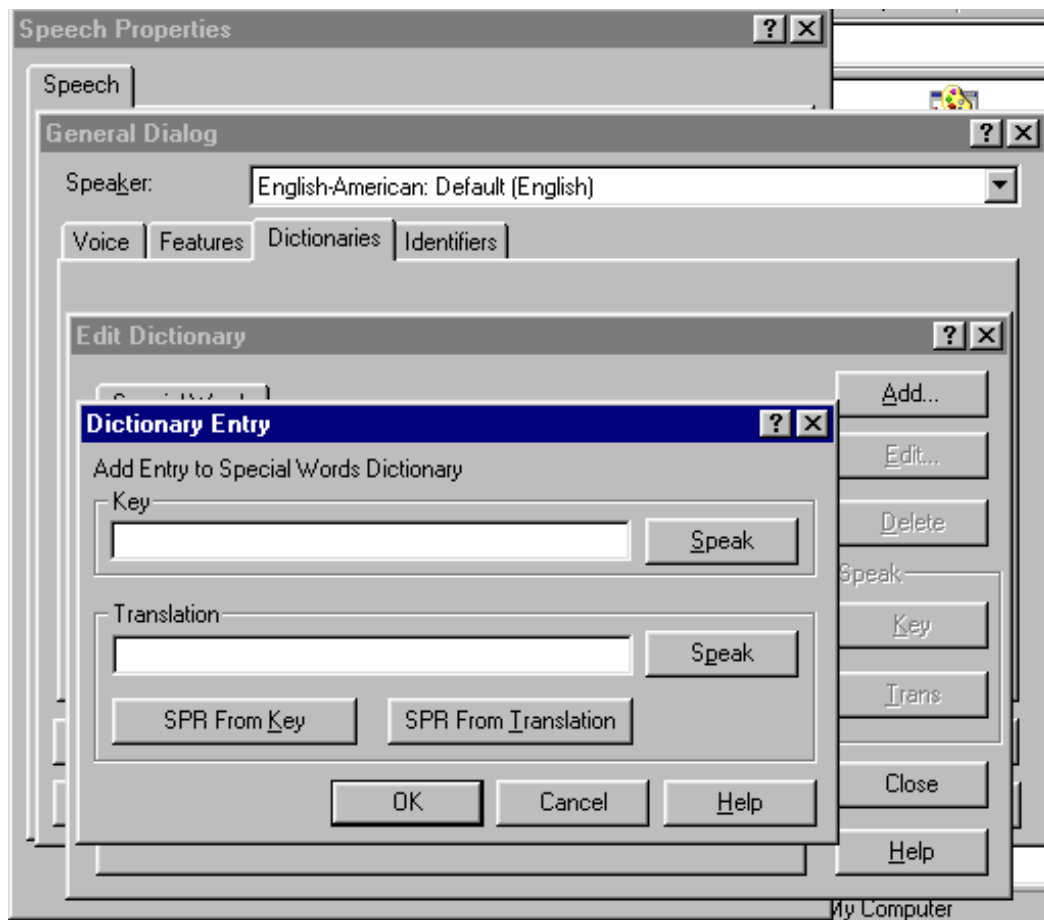 Speech Properties
Speech
General Dialog
Speaker:
English-American: Default (English)
Voice
Features
Dictionaries
Identifiers
Edit Dictionary
Add...
Dictionary Entry
Edit...
Add Entry to Special Words Dictionary
Key
Speak
Delete
Speak
Translation
Key
Speak
Trans
SPR From Key
SPR From Translation
Close
OK
Cancel
Help
Help
My Computer